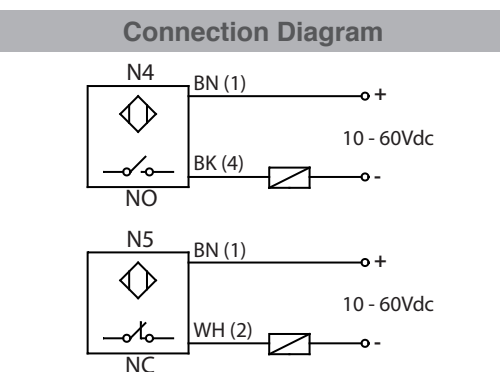 Connection Diagram
N4
BN (1)
+
10 - 60Vdc
BK (4)
-
NO
N5
BN (1)
+
10 - 60Vdc
WH (2)
-
NC